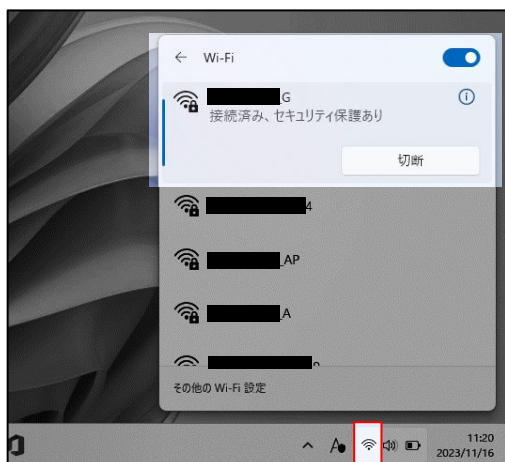 Wi-Fi
_G
接続済み、セキュリティ保護あり
切断
4
_AP
_A
その他の Wi-Fi 設定
A
11:20
2023/11/16